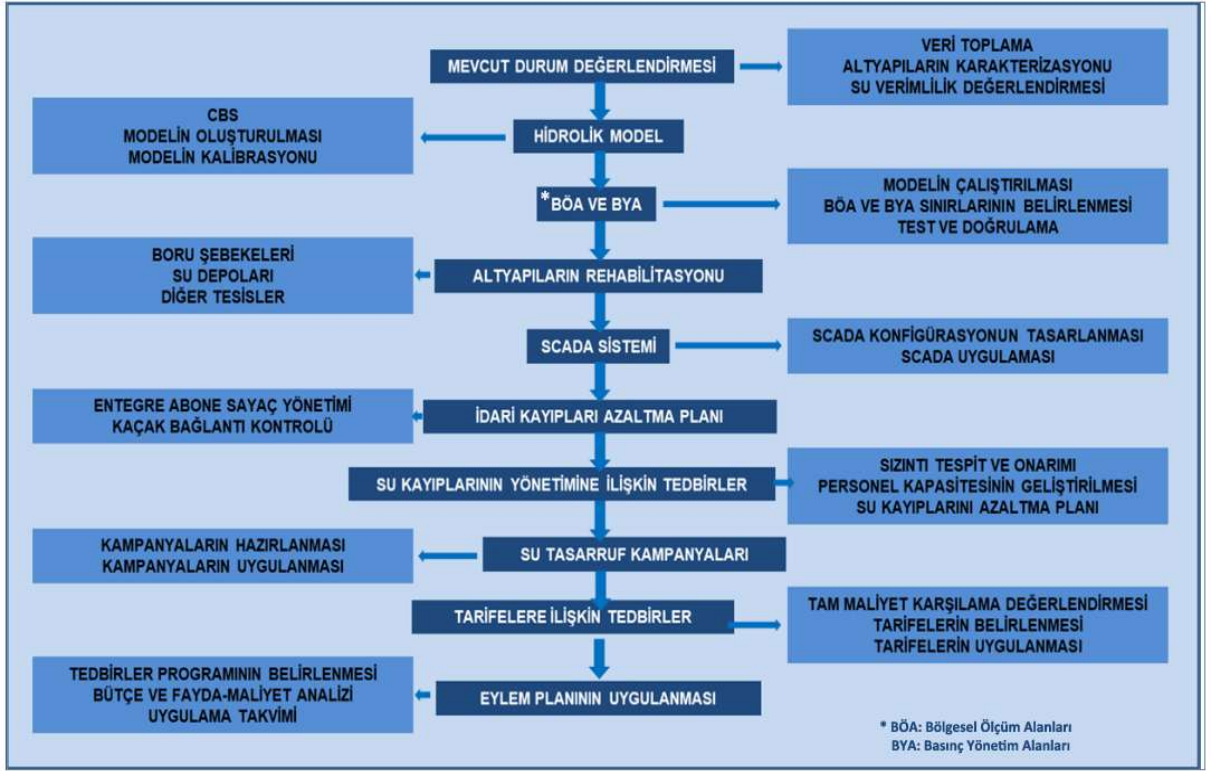 MEVCUT DURUM DEĞERLENDİRMESİ
VERİ TOPLAMA
ALTYAPILARIN KARAKTERİZASYONU
SU VERİMLİLİK DEĞERLENDİRMESİ
HİDROLİK MODEL
CBS
MODELİN OLUŞTURULMASI
MODELİN KALİBRASYONU
*BÖA VE BYA
MODELİN ÇALIŞTIRILMASI
BÖA VE BYA SINIRLARININ BELİRLENMESİ
TEST VE DOĞRULAMA
ALTYAPILARIN REHABİLİTASYONU
BORU ŞEBEKELERİ
SU DEPOLARI
DİĞER TESİSLER
SCADA SİSTEMİ
SCADA KONFİGÜRASYONUN TASARLANMASI
SCADA UYGULAMASI
İDARİ KAYIPLARI AZALTMA PLANI
ENTEGRE ABONE SAYAÇ YÖNETİMİ
KAÇAK BAĞLANTI KONTROLÜ
SU KAYIPLARININ YÖNETİMİNE İLİŞKİN TEDBİRLER
SIZINTI TESPİT VE ONARIMI
PERSONEL KAPASİTESİNİN GELİŞTİRİLMESİ
SU KAYIPLARINI AZALTMA PLANI
SU TASARRUF KAMPANYALARI
KAMPANYALARIN HAZIRLANMASI
KAMPANYALARIN UYGULANMASI
TARİFELERE İLİŞKİN TEDBİRLER
TAM MALİYET KARŞILAMA DEĞERLENDİRMESİ
TARİFELERİN BELİRLENMESİ
TARİFELERİN UYGULANMASI
EYLEM PLANININ UYGULANMASI
TEDBİRLER PROGRAMININ BELİRLENMESİ
BÜTÇE VE FAYDA-MALİYET ANALİZİ
UYGULAMA TAKVİMİ
* BÖA: Bölgesel Ölçüm Alanları
BYA: Basınç Yönetim Alanları